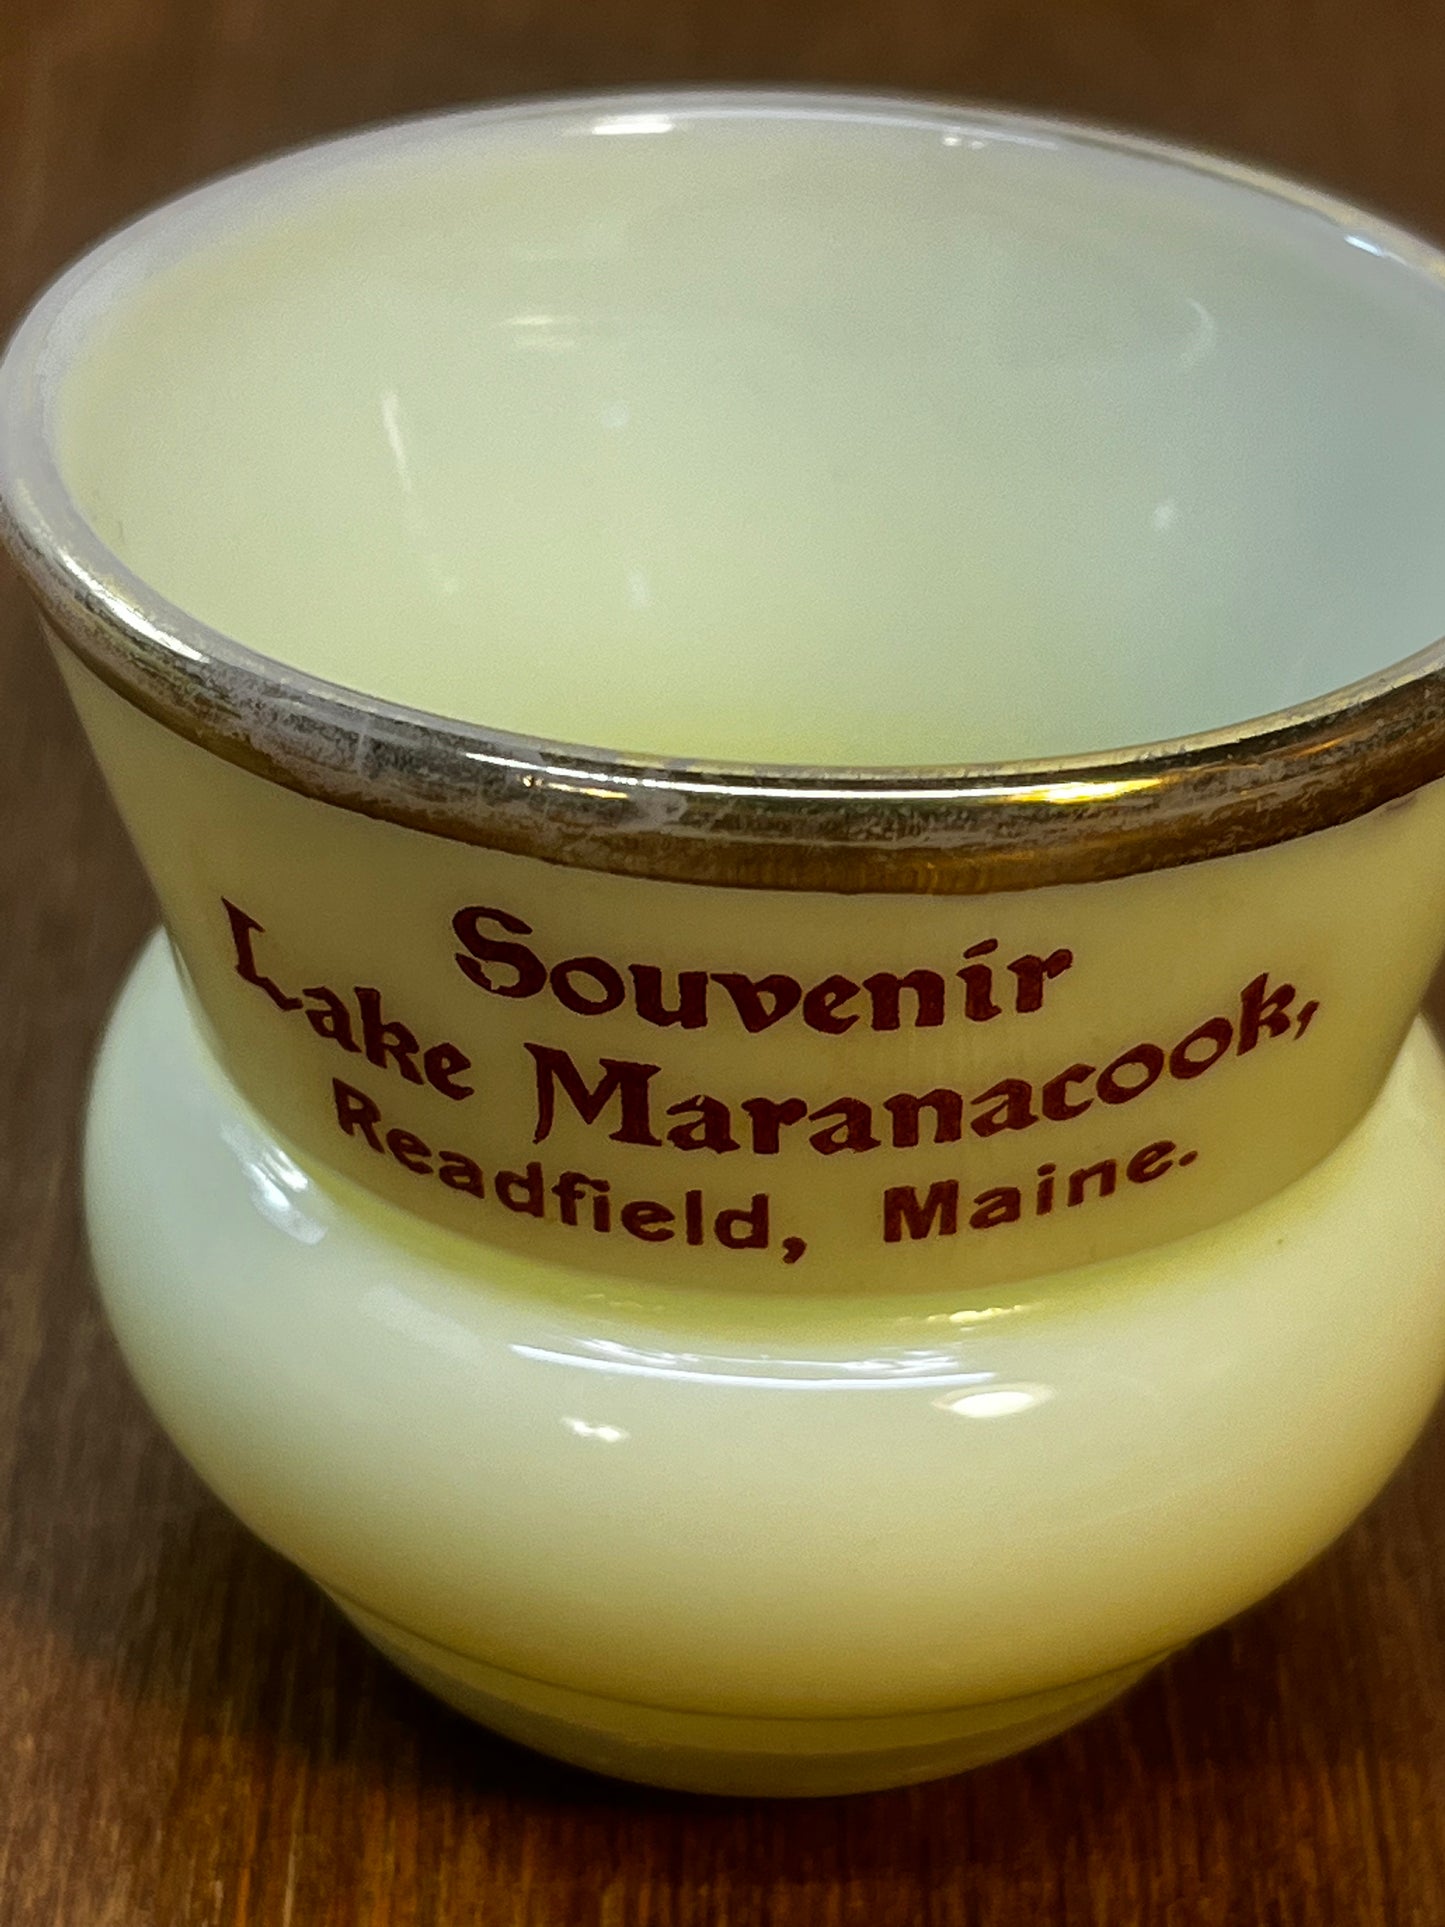 Souvenir
Lake Maranacook,
Readfield, Maine.